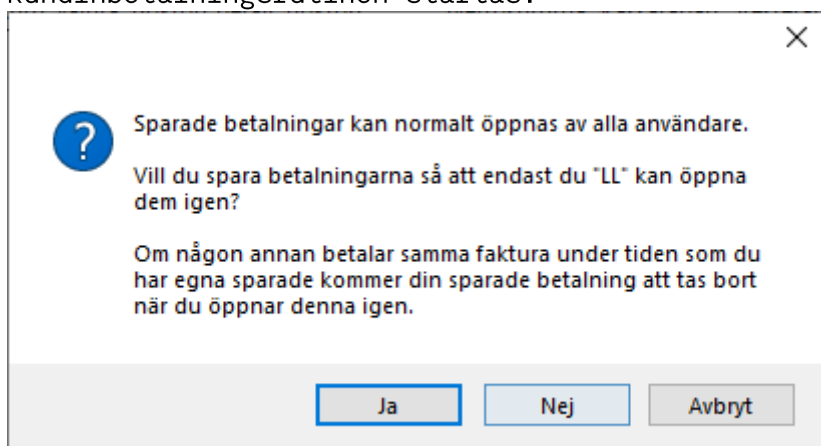 Kundinbetalningsrutinen startas.
Sparade betalningar kan normalt öppnas av alla användare.
Vill du spara betalningarna så att endast du "LL" kan öppna
dem igen?
Om någon annan betalar samma faktura under tiden som du
har egna sparade kommer din sparade betalning att tas bort
när du öppnar denna igen.
Ja
Nej
Avbryt